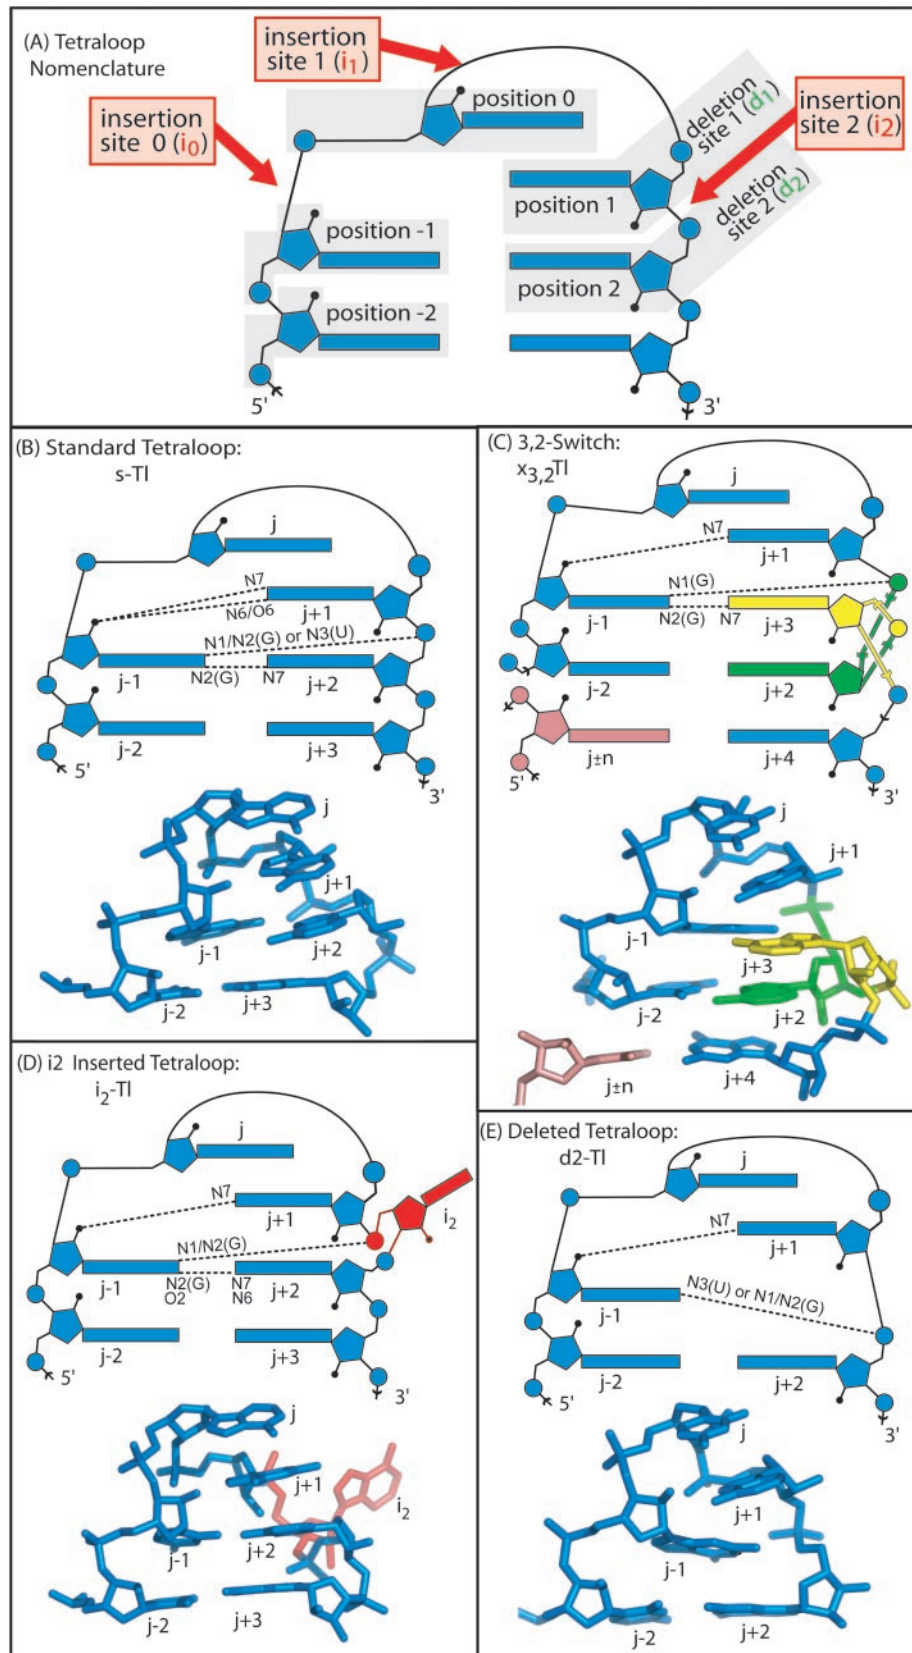 (A) Tetraloop
Nomenclature
insertion
site 1 (i1)
insertion
site 0 (i0)
insertion
site 2 (i2)
position 0
deletion
site 1 (d1)
position 1
deletion
site 2 (d2)
position -1
position 2
position -2
5'
3'
(B) Standard Tetraloop:
s-Tl
j
N7
N6/O6
j+1
N1/N2(G) or N3(U)
j-1
N2(G)
N7
j+2
j-2
j+3
5'
3'
j
j+1
j-1
j+2
j-2
j+3
(C) 3,2-Switch:
x3,2Tl
j
N7
j+1
N1(G)
j-1
N2(G)
N7
j+3
j-2
j+2
j±n
j+4
5'
3'
j
j+1
j-1
j+3
j-2
j+2
j±n
j+4
(D) i2 Inserted Tetraloop:
i2-Tl
j
N7
j+1
i2
N1/N2(G)
j-1
N2(G)
O2
N7
N6
j+2
j-2
j+3
5'
3'
j
j+1
i2
j-1
j+2
j-2
j+3
(E) Deleted Tetraloop:
d2-Tl
j
N7
j+1
N3(U) or N1/N2(G)
j-1
j-2
j+2
5'
3'
j
j+1
j-1
j-2
j+2